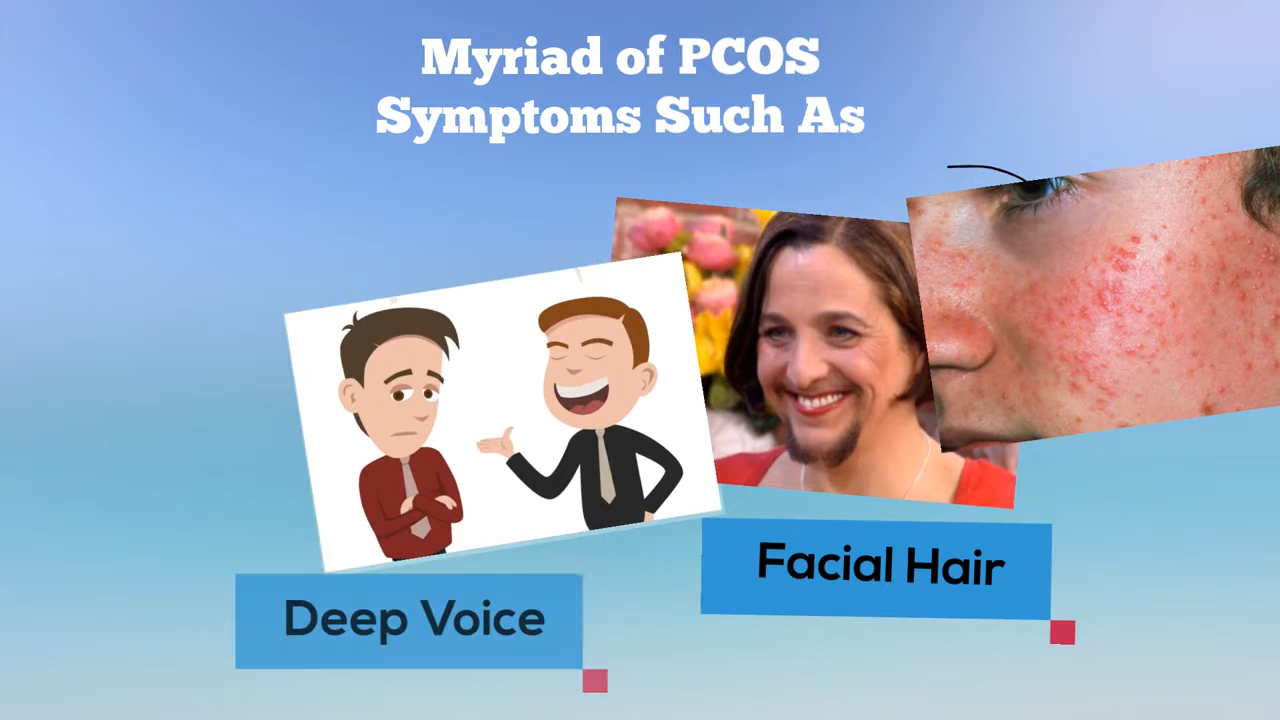 Myriad of PCOS
Symptoms Such As
Facial Hair
Deep Voice